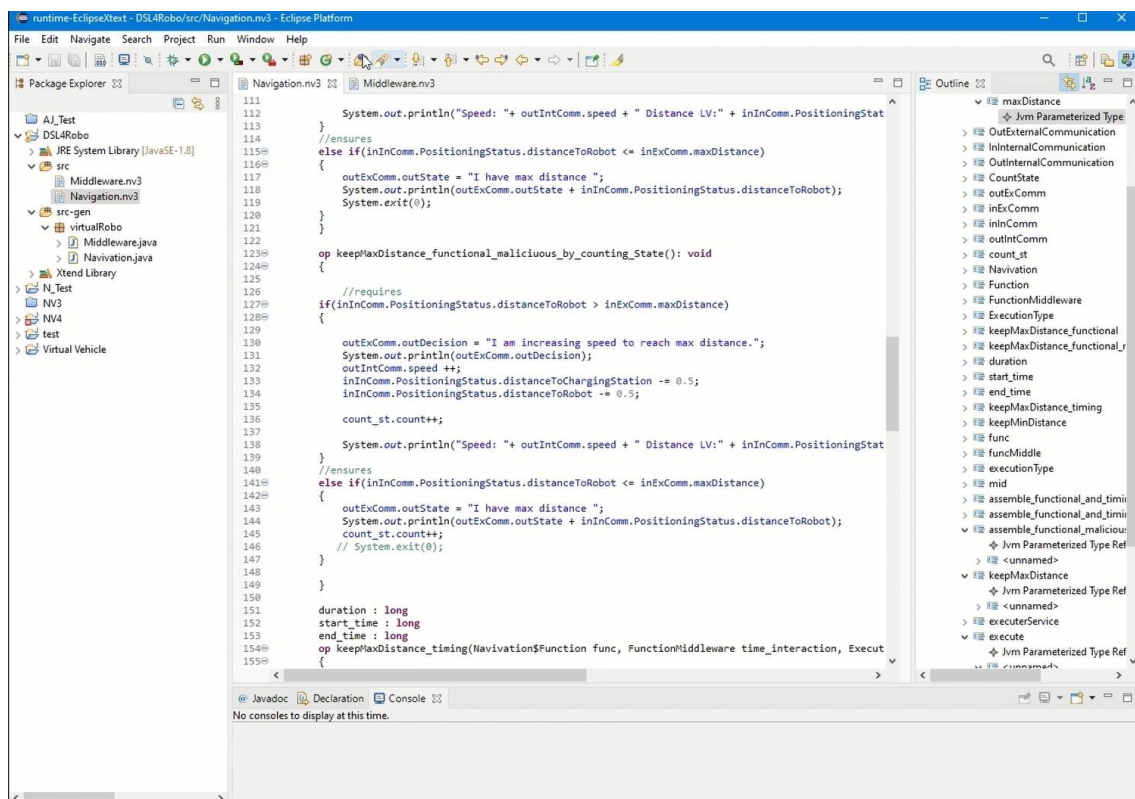 runtime-EclipseXtext - DSL4Robo/src/Navigation.nv3 - Eclipse Platform
File Edit Navigate Search Project Run Window Help
Package Explorer
AJ_Test
DSL4Robo
JRE System Library [JavaSE-1.8]
src
Middleware.nv3
Navigation.nv3
src-gen
virtualRobo
Middleware.java
Navivation.java
Xtend Library
N_Test
NV3
NV4
test
Virtual Vehicle
Navigation.nv3 Middleware.nv3
111
112 System.out.println("Speed: "+ outIntComm.speed + " Distance LV:" + inInComm.PositioningStat
113 }
114 //ensures
115 else if(inInComm.PositioningStatus.distanceToRobot <= inExComm.maxDistance)
116 {
117 outExComm.outState = "I have max distance ";
118 System.out.println(outExComm.outState + inInComm.PositioningStatus.distanceToRobot);
119 System.exit(0);
120 }
121 }
122
123 op keepMaxDistance_functional_maliciuous_by_counting_State(): void
124 {
125
126 //requires
127 if(inInComm.PositioningStatus.distanceToRobot > inExComm.maxDistance)
128 {
129
130 outExComm.outDecision = "I am increasing speed to reach max distance.";
131 System.out.println(outExComm.outDecision);
132 outIntComm.speed ++;
133 inInComm.PositioningStatus.distanceToChargingStation -= 0.5;
134 inInComm.PositioningStatus.distanceToRobot -= 0.5;
135
136 count_st.count++;
137
138 System.out.println("Speed: "+ outIntComm.speed + " Distance LV:" + inInComm.PositioningStat
139 }
140 //ensures
141 else if(inInComm.PositioningStatus.distanceToRobot <= inExComm.maxDistance)
142 {
143 outExComm.outState = "I have max distance ";
144 System.out.println(outExComm.outState + inInComm.PositioningStatus.distanceToRobot);
145 count_st.count++;
146 // System.exit(0);
147 }
148
149 }
150
151 duration : long
152 start_time : long
153 end_time : long
154 op keepMaxDistance_timing(Navivation$Function func, FunctionMiddleware time_interaction, Execut
155 {
Outline
maxDistance
Jvm Parameterized Type
OutExternalCommunication
InInternalCommunication
OutInternalCommunication
CountState
outExComm
inExComm
inInComm
outIntComm
count_st
Navivation
Function
FunctionMiddleware
ExecutionType
keepMaxDistance_functional
keepMaxDistance_functional_r
duration
start_time
end_time
keepMaxDistance_timing
keepMinDistance
func
funcMiddle
executionType
mid
assemble_functional_and_timi
assemble_functional_and_timi
assemble_functional_maliciou
Jvm Parameterized Type Ref
<unnamed>
keepMaxDistance
Jvm Parameterized Type Ref
<unnamed>
executerService
execute
Jvm Parameterized Type Ref
<unnamed>
Javadoc Declaration Console
No consoles to display at this time.